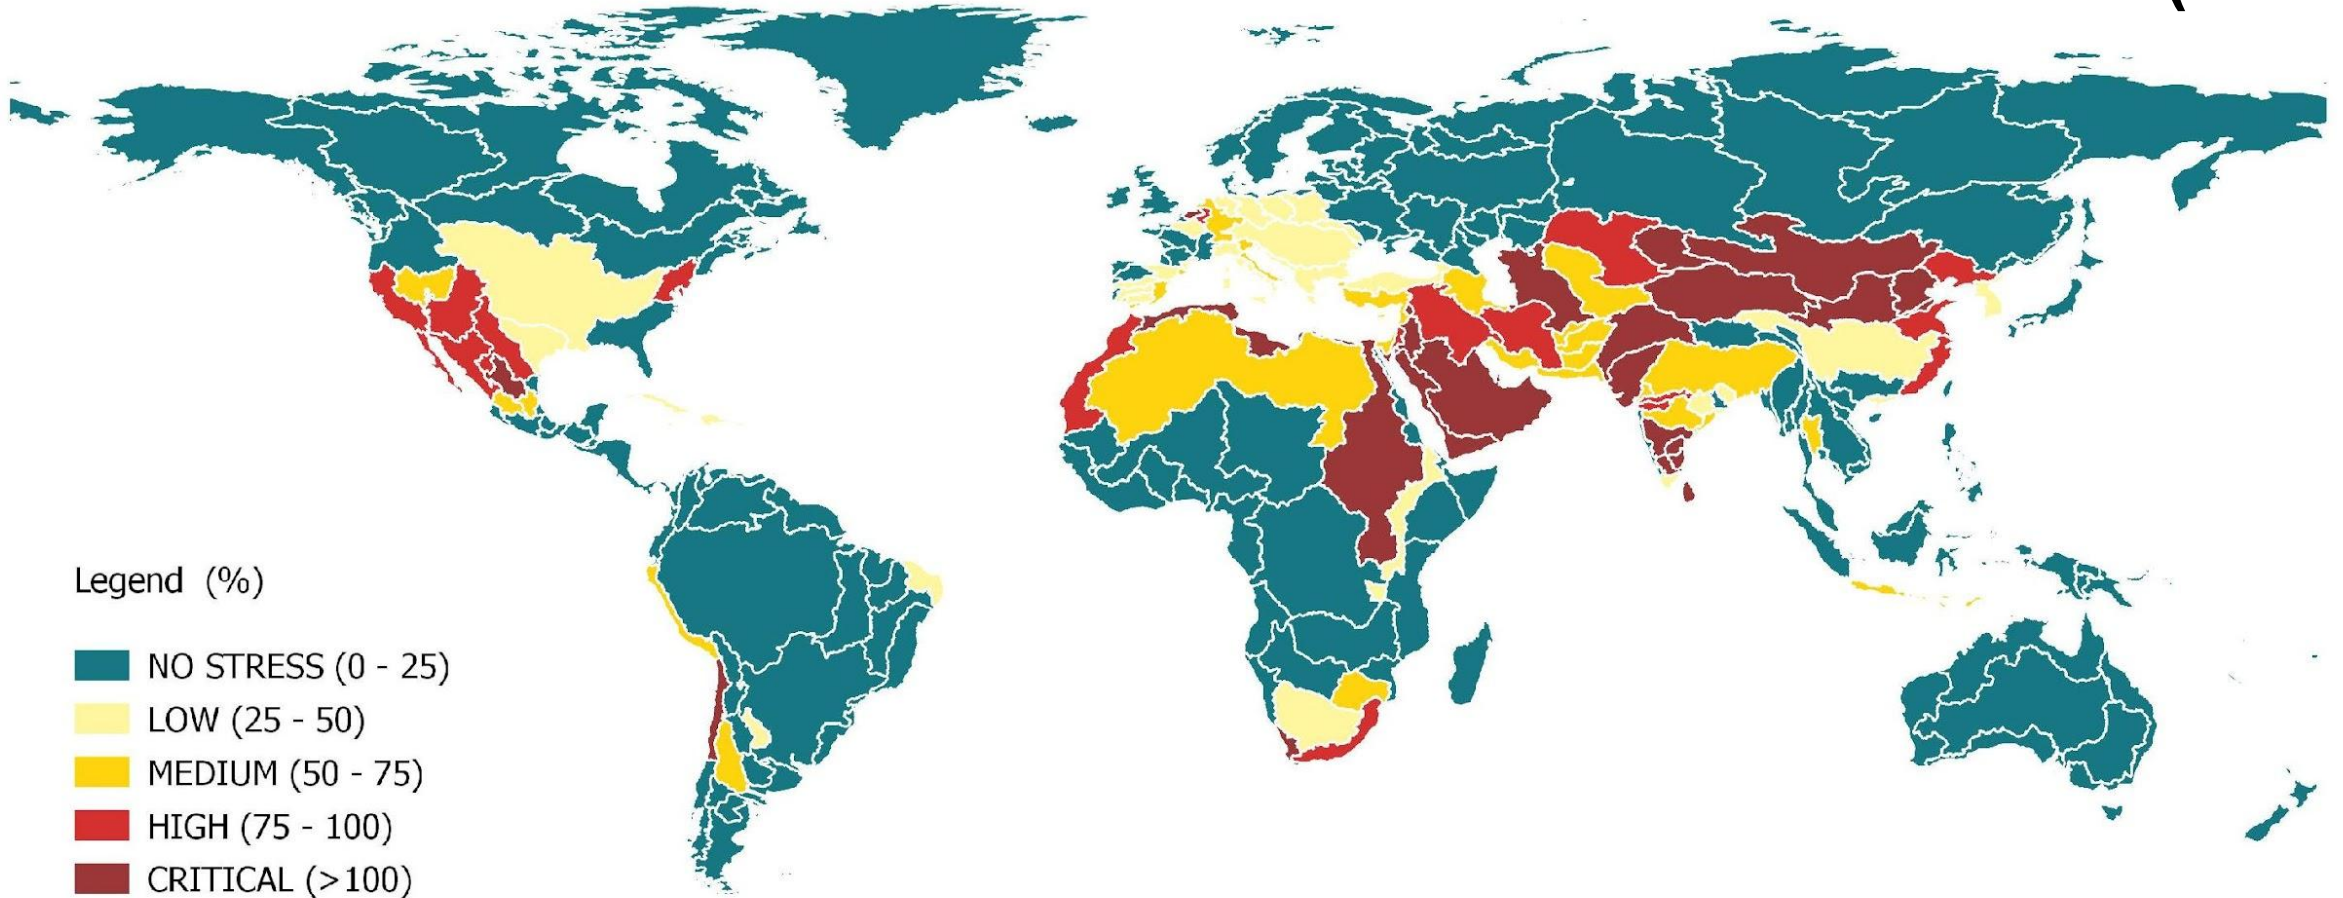 Legend (%)
NO STRESS (0 - 25)
LOW (25 - 50)
MEDIUM (50 - 75)
HIGH (75 - 100)
CRITICAL (>100)